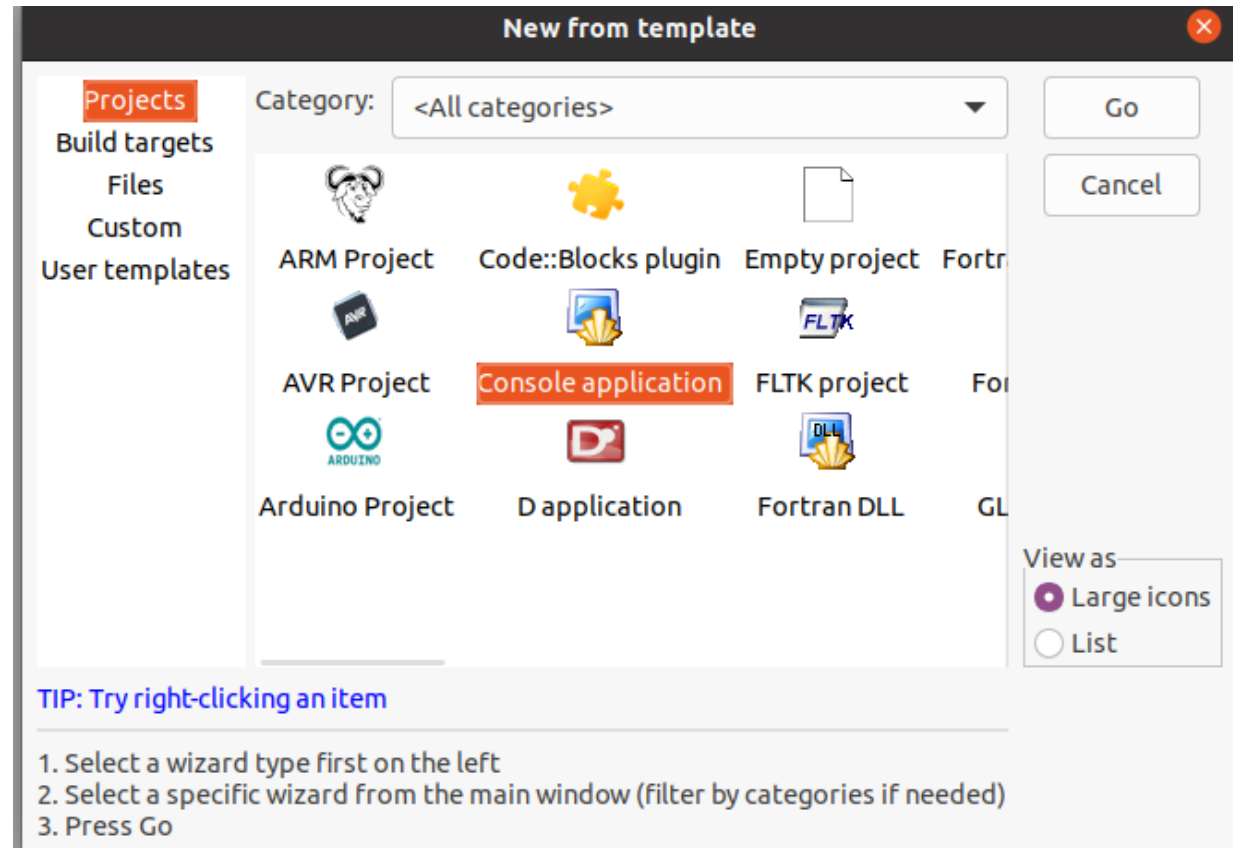 New from template
Projects
Build targets
Files
Custom
User templates
Category: <All categories>
Go
Cancel
ARM Project Code::Blocks plugin Empty project Fortr
AVR
FLTK
AVR Project Console application FLTK project For
ARDUINO
D
DLL
Arduino Project D application Fortran DLL GL
View as
Large icons
List
TIP: Try right-clicking an item
1. Select a wizard type first on the left
2. Select a specific wizard from the main window (filter by categories if needed)
3. Press Go